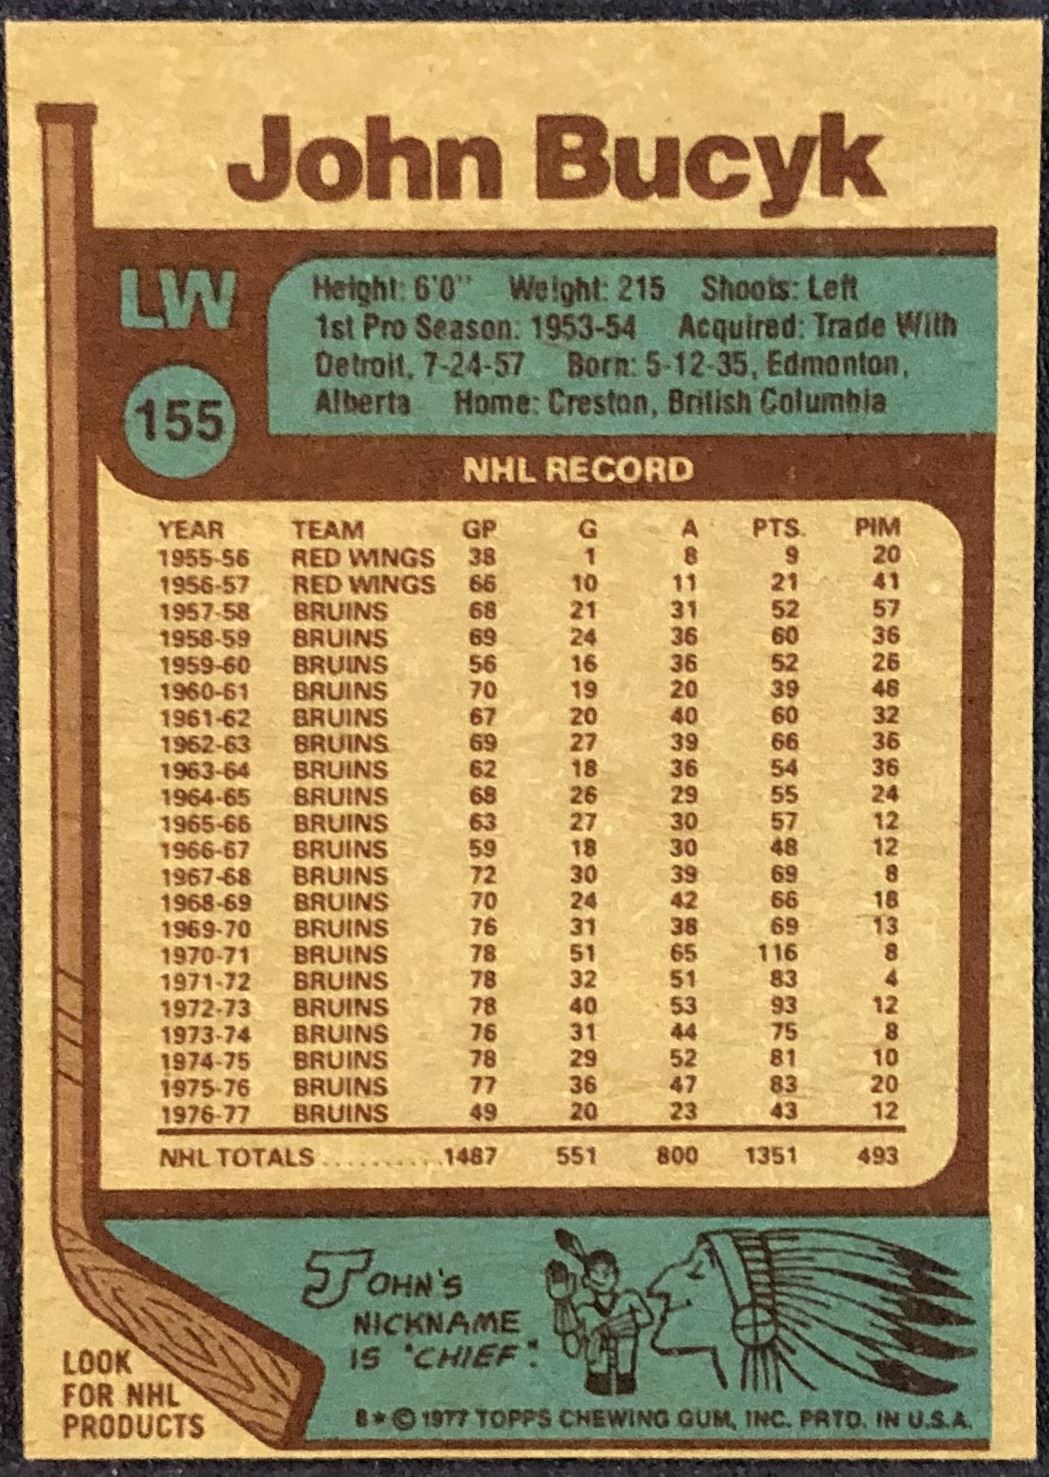 John Bucyk
LW
155
Height: 6'0" Weight: 215 Shoots: Left
1st Pro Season: 1953-54 Acquired: Trade With
Detroit, 7-24-57 Born: 5-12-35, Edmonton,
Alberta Home: Creston, British Columbia
NHL RECORD
YEAR TEAM GP G A PTS. PIM
1955-56 RED WINGS 38 1 8 9 20
1956-57 RED WINGS 66 10 11 21 41
1957-58 BRUINS 68 21 31 52 57
1958-59 BRUINS 69 24 36 60 36
1959-60 BRUINS 56 16 36 52 26
1960-61 BRUINS 70 19 20 39 48
1961-62 BRUINS 67 20 40 60 32
1962-63 BRUINS 69 27 39 66 36
1963-64 BRUINS 62 18 36 54 36
1964-65 BRUINS 68 26 29 55 24
1965-66 BRUINS 63 27 30 57 12
1966-67 BRUINS 59 18 30 48 12
1967-68 BRUINS 72 30 39 69 8
1968-69 BRUINS 70 24 42 66 18
1969-70 BRUINS 76 31 38 69 13
1970-71 BRUINS 78 51 65 116 8
1971-72 BRUINS 78 32 51 83 4
1972-73 BRUINS 78 40 53 93 12
1973-74 BRUINS 76 31 44 75 8
1974-75 BRUINS 78 29 52 81 10
1975-76 BRUINS 77 36 47 83 20
1976-77 BRUINS 49 20 23 43 12
NHL TOTALS ..........1487 551 800 1351 493
JOHN'S
NICKNAME
IS "CHIEF".
LOOK
FOR NHL
PRODUCTS
8*© 1977 TOPPS CHEWING GUM, INC. PRTD. IN U.S.A.